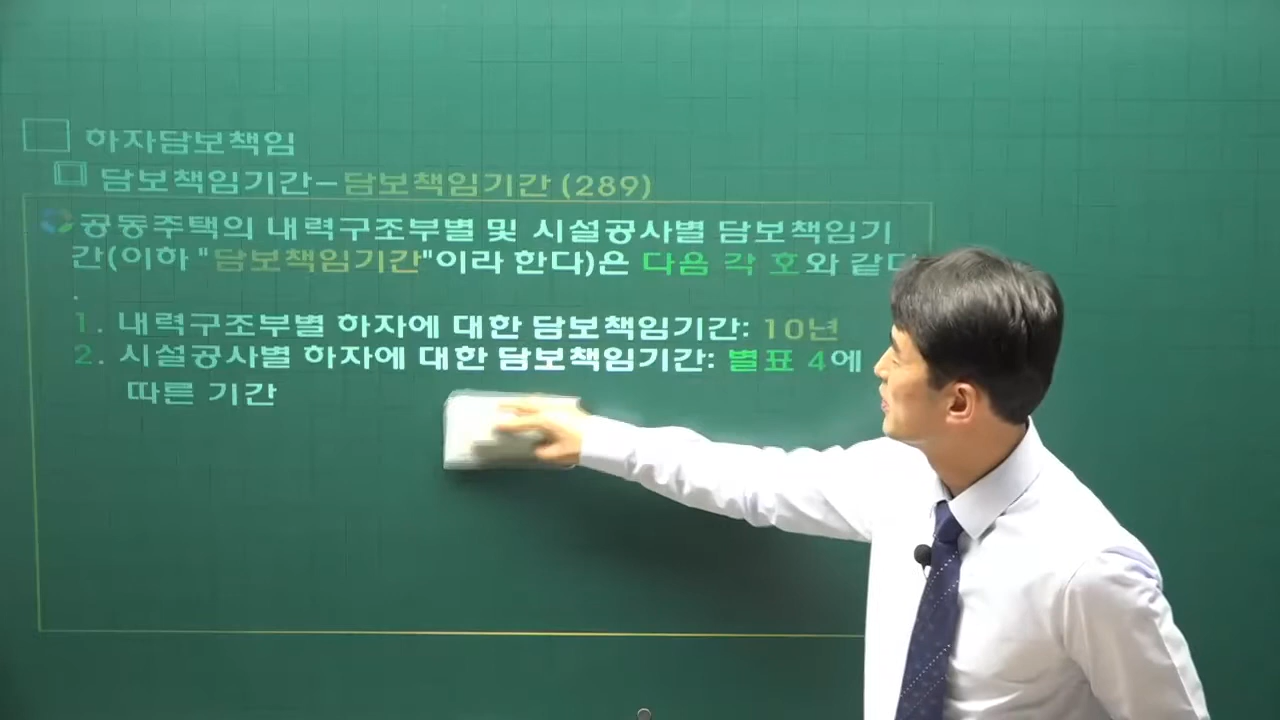 하자담보책임
담보책임기간-담보책임기간 (289)
공동주택의 내력구조부별 및 시설공사별 담보책임기
간(이하 "담보책임기간"이라 한다)은 다음 각 호와 같다
.
1. 내력구조부별 하자에 대한 담보책임기간: 10년
2. 시설공사별 하자에 대한 담보책임기간: 별표 4에
따른 기간